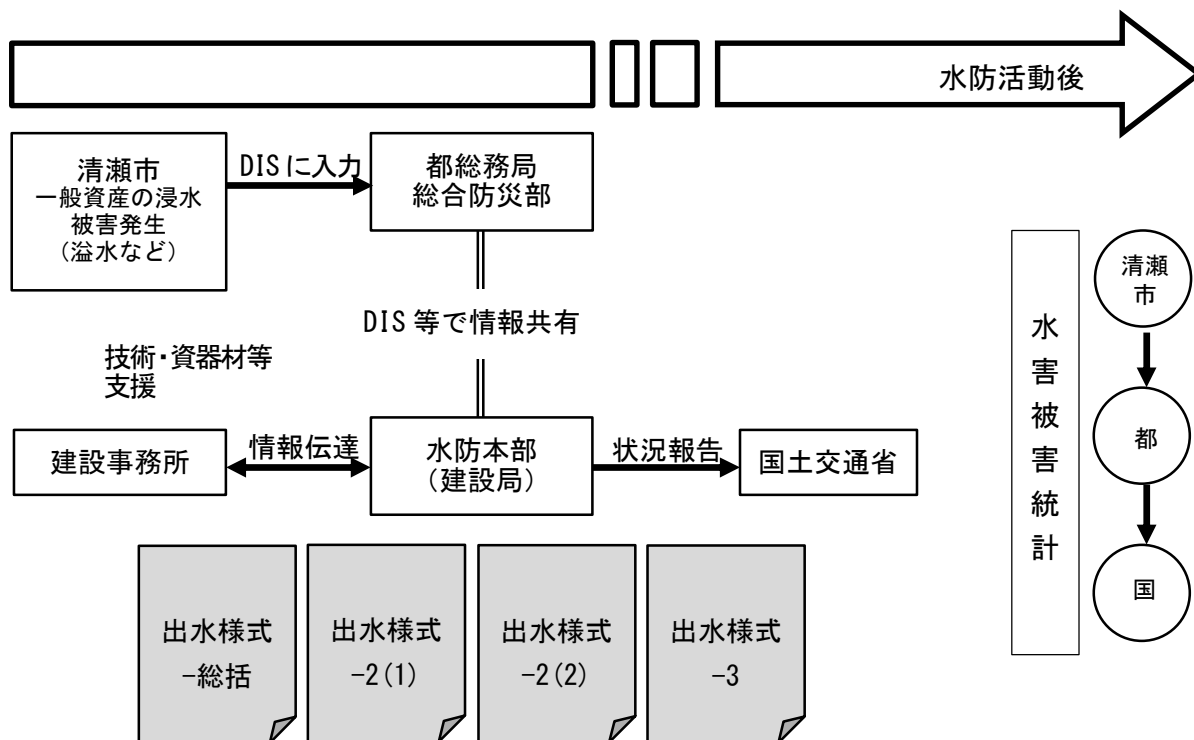 水防活動後
清瀬市
一般資産の浸水
被害発生
（溢水など）
DISに入力
都総務局
総合防災部
DIS 等で情報共有
技術・資器材等
支援
建設事務所
情報伝達
水防本部
（建設局）
状況報告
国土交通省
出水様式
-総括
出水様式
-2(1)
出水様式
-2(2)
出水様式
-3
水害被害統計
清瀬
市
都
国